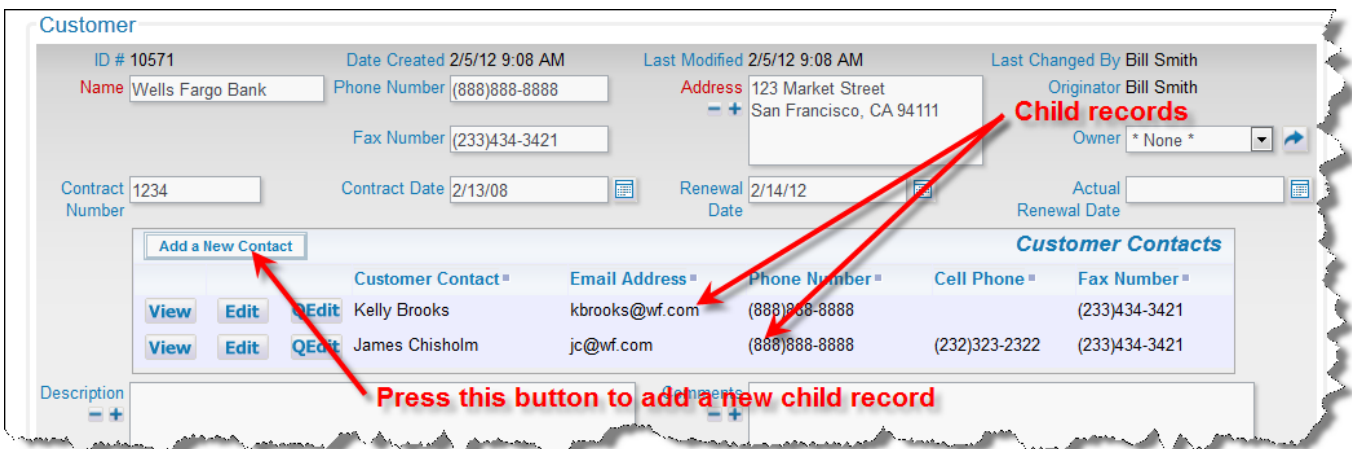 Customer
ID # 10571 Date Created 2/5/12 9:08 AM Last Modified 2/5/12 9:08 AM Last Changed By Bill Smith
Name Wells Fargo Bank Phone Number (888)888-8888 Address 123 Market Street Originator Bill Smith
San Francisco, CA 94111 Child records
Fax Number (233)434-3421 Owner * None *
Contract 1234 Contract Date 2/13/08 Renewal 2/14/12 Actual
Number Date Renewal Date
Add a New Contact Customer Contacts
Customer Contact Email Address Phone Number Cell Phone Fax Number
View Edit QEdit Kelly Brooks kbrooks@wf.com (888)888-8888 (233)434-3421
View Edit QEdit James Chisholm jc@wf.com (888)888-8888 (232)323-2322 (233)434-3421
Description Comments
Press this button to add a new child record